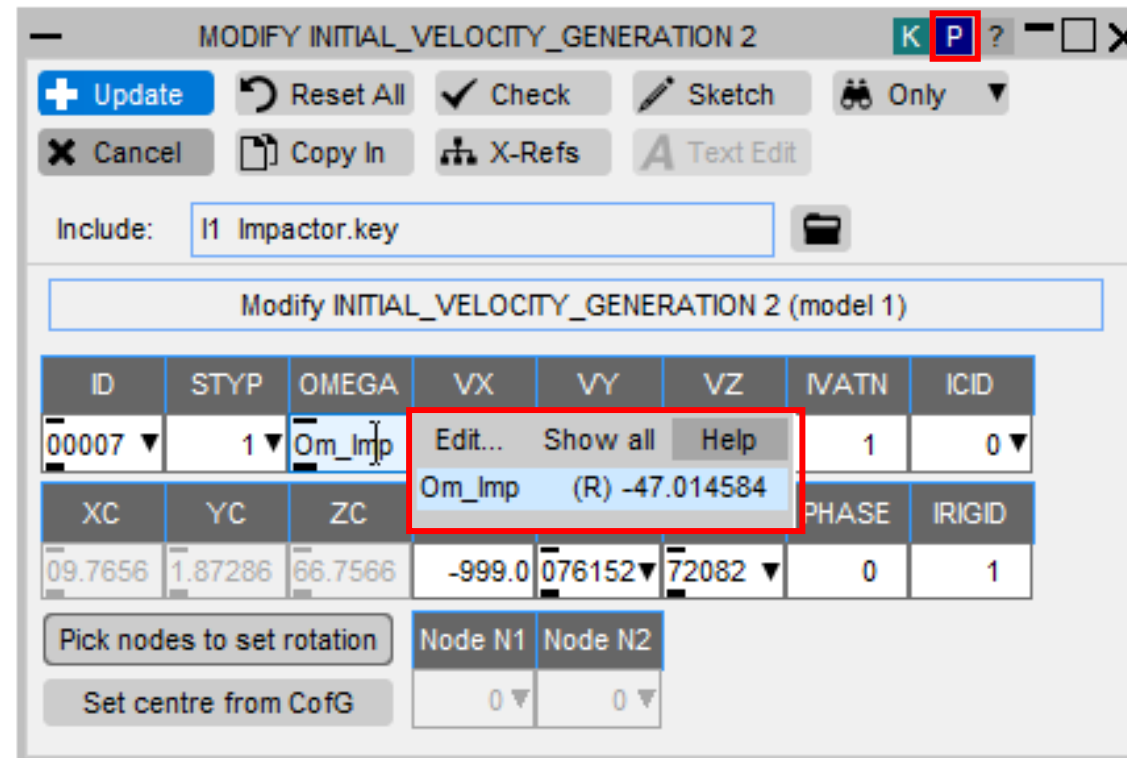 MODIFY INITIAL_VELOCITY_GENERATION 2 K P ?
Update Reset All Check Sketch Only
Cancel Copy In X-Refs A Text Edit
Include: I1 Impactor.key
Modify INITIAL_VELOCITY_GENERATION 2 (model 1)
ID STYP OMEGA VX VY VZ IVATN ICID
00007 1 Om_Imp Edit... Show all Help 1 0
Om_Imp (R) -47.014584
XC YC ZC PHASE IRIGID
09.7656 1.87286 66.7566 -999.0 076152 72082 0 1
Pick nodes to set rotation Node N1 Node N2
Set centre from CofG 0 0